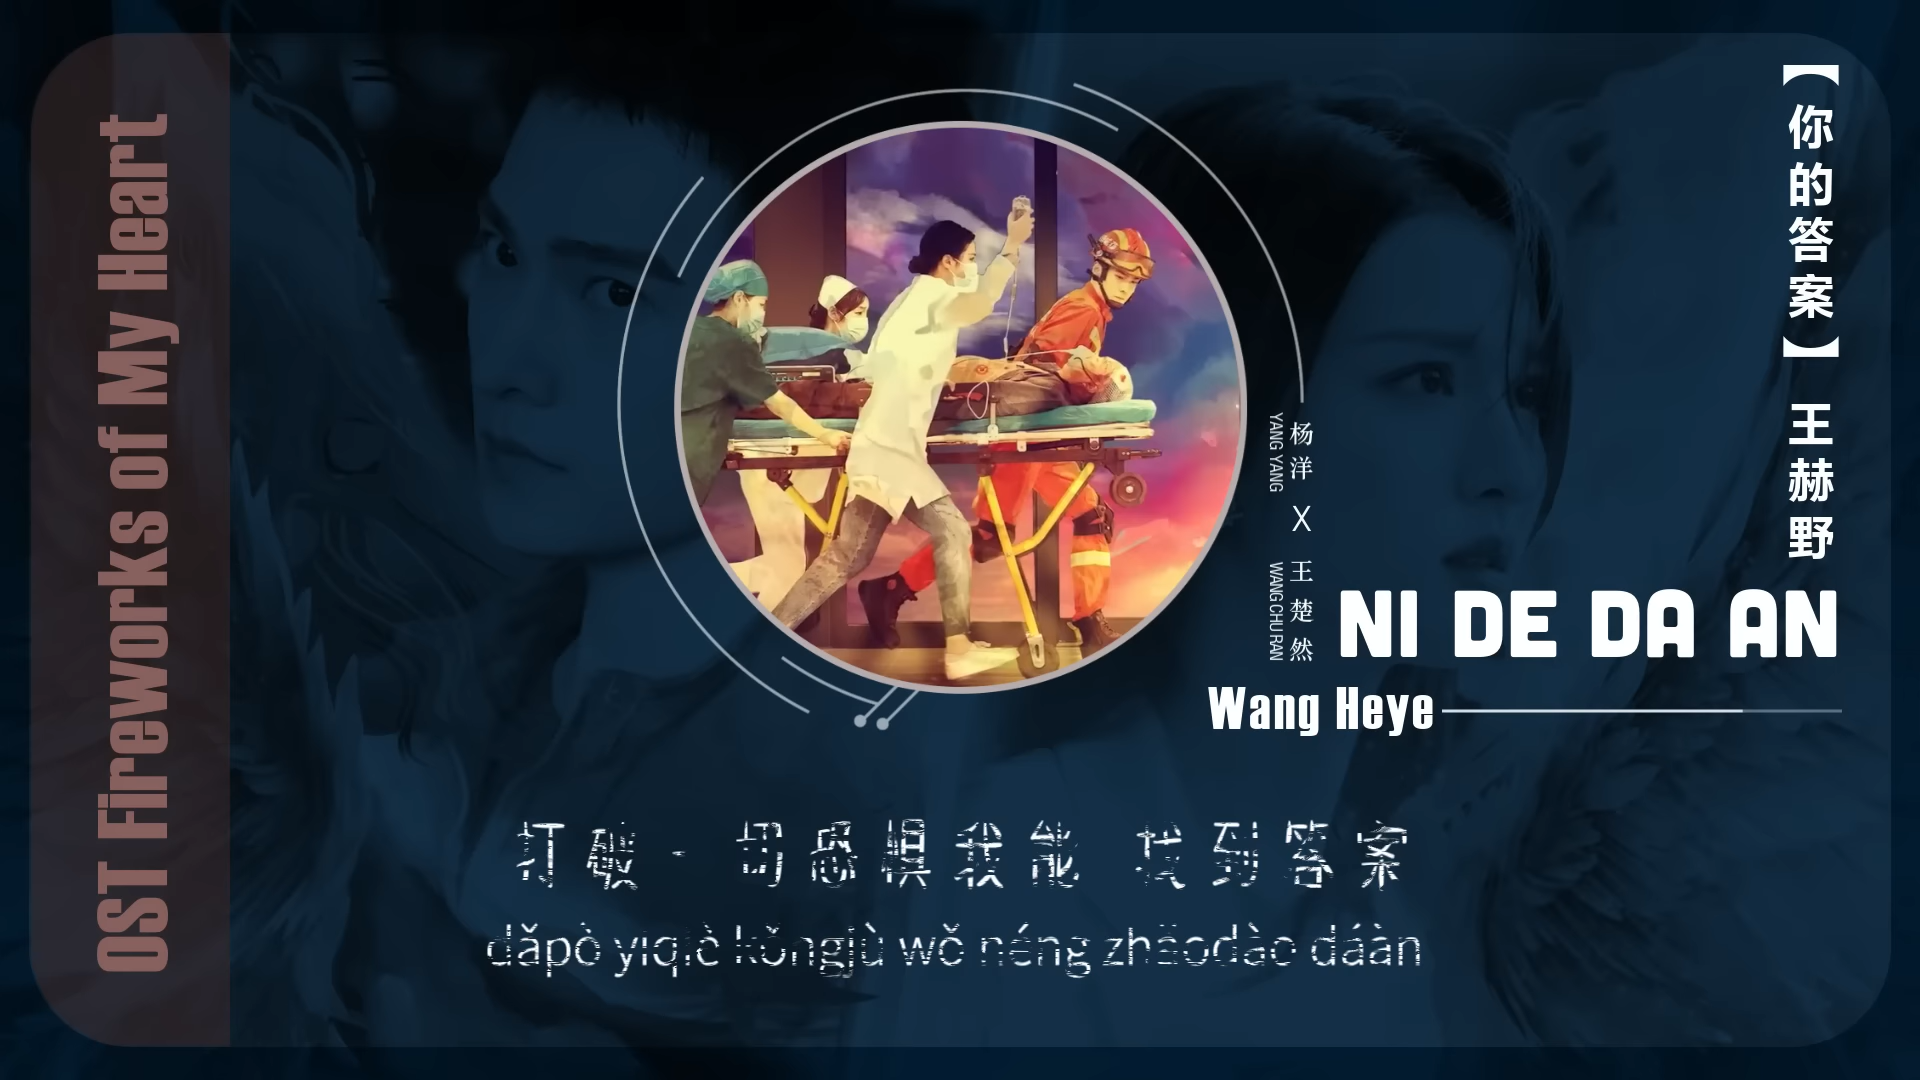 OST Fireworks of My Heart
【你的答案】 王赫野
杨洋 X 王楚然
YANG YANG WANG CHU RAN
NI DE DA AN
Wang Heye
打破一切恐惧我能 找到答案
dǎpò yīqiè kǒngjù wǒ néng zhǎodào dáàn